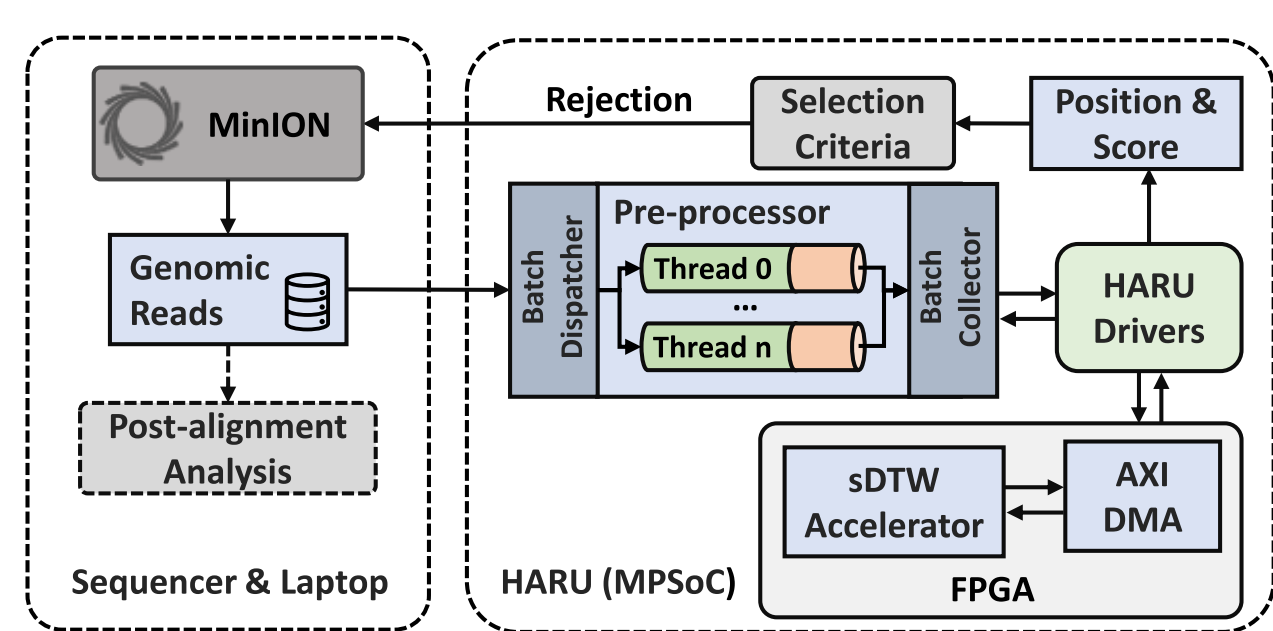 MinION
Genomic
Reads
Post-alignment
Analysis
Sequencer & Laptop
Rejection
Selection
Criteria
Position &
Score
Batch
Dispatcher
Pre-processor
Thread 0
...
Thread n
Batch
Collector
HARU
Drivers
sDTW
Accelerator
AXI
DMA
FPGA
HARU (MPSoC)